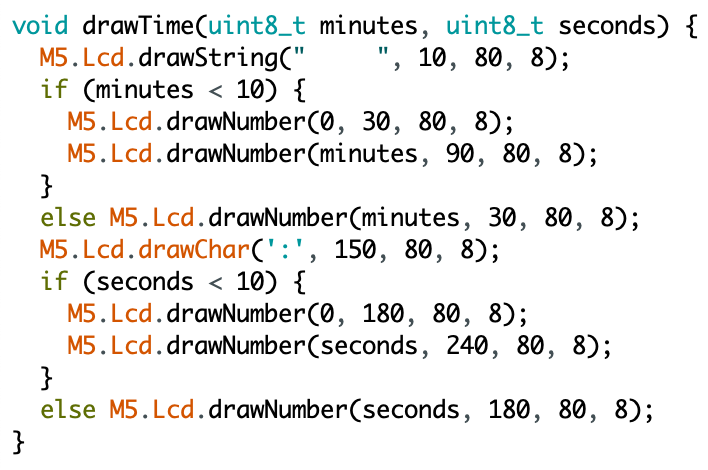 void drawTime(uint8_t minutes, uint8_t seconds) {
  M5.Lcd.drawString("     ", 10, 80, 8);
  if (minutes < 10) {
    M5.Lcd.drawNumber(0, 30, 80, 8);
    M5.Lcd.drawNumber(minutes, 90, 80, 8);
  }
  else M5.Lcd.drawNumber(minutes, 30, 80, 8);
  M5.Lcd.drawChar(':', 150, 80, 8);
  if (seconds < 10) {
    M5.Lcd.drawNumber(0, 180, 80, 8);
    M5.Lcd.drawNumber(seconds, 240, 80, 8);
  }
  else M5.Lcd.drawNumber(seconds, 180, 80, 8);
}